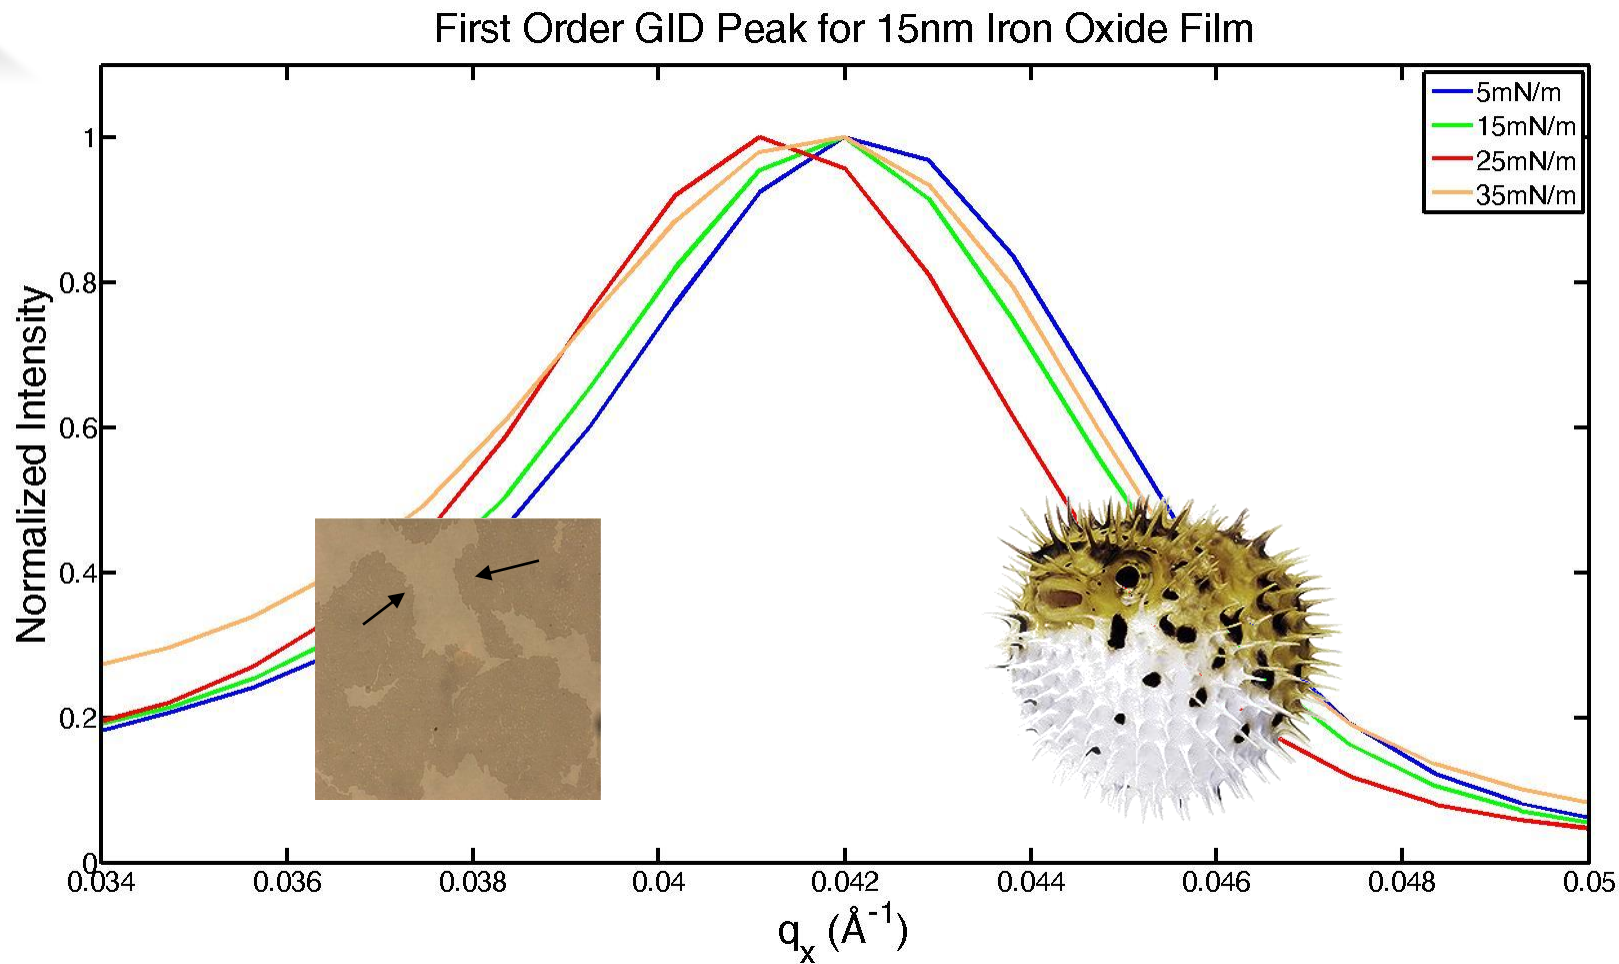 First Order GID Peak for 15nm Iron Oxide Film
5mN/m
15mN/m
25mN/m
35mN/m
Normalized Intensity
1
0.8
0.6
0.4
0.2
0
0.034 0.036 0.038 0.04 0.042 0.044 0.046 0.048 0.05
qx (Å-1)